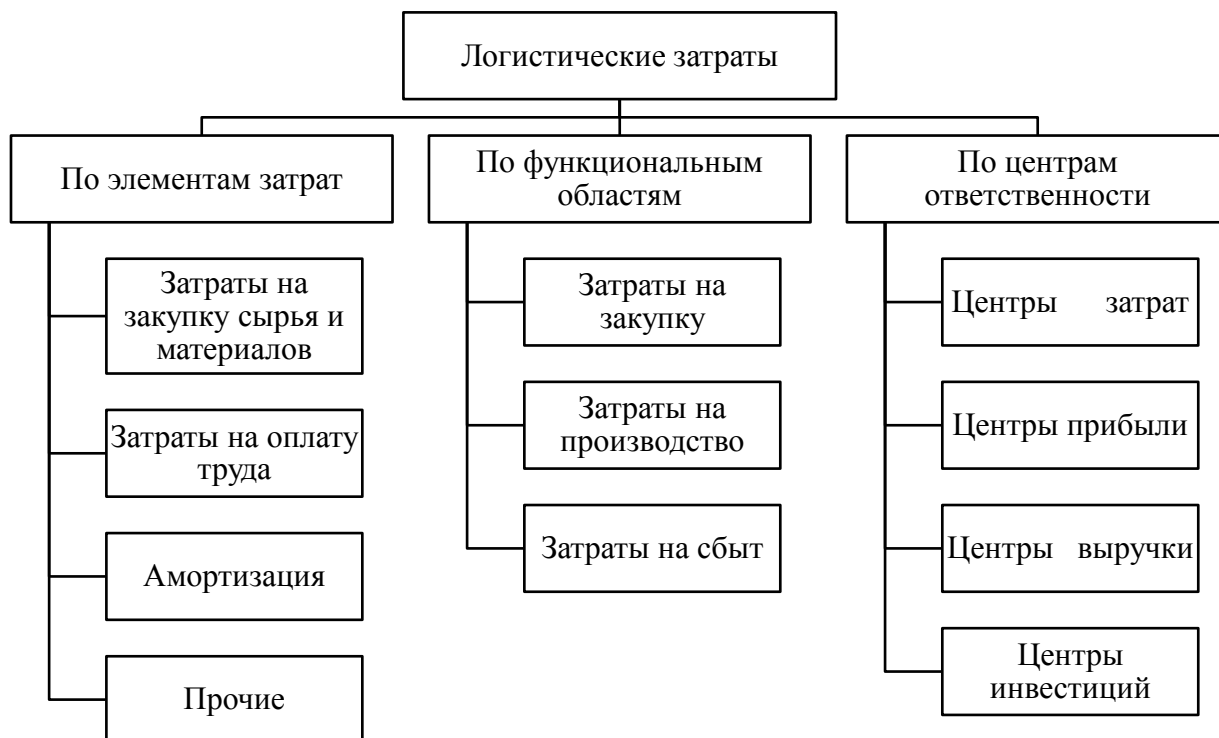 Логистические затраты
По элементам затрат
По функциональным
областям
По центрам
ответственности
Затраты на
закупку сырья и
материалов
Затраты на оплату
труда
Амортизация
Прочие
Затраты на
закупку
Затраты на
производство
Затраты на сбыт
Центры затрат
Центры прибыли
Центры выручки
Центры
инвестиций